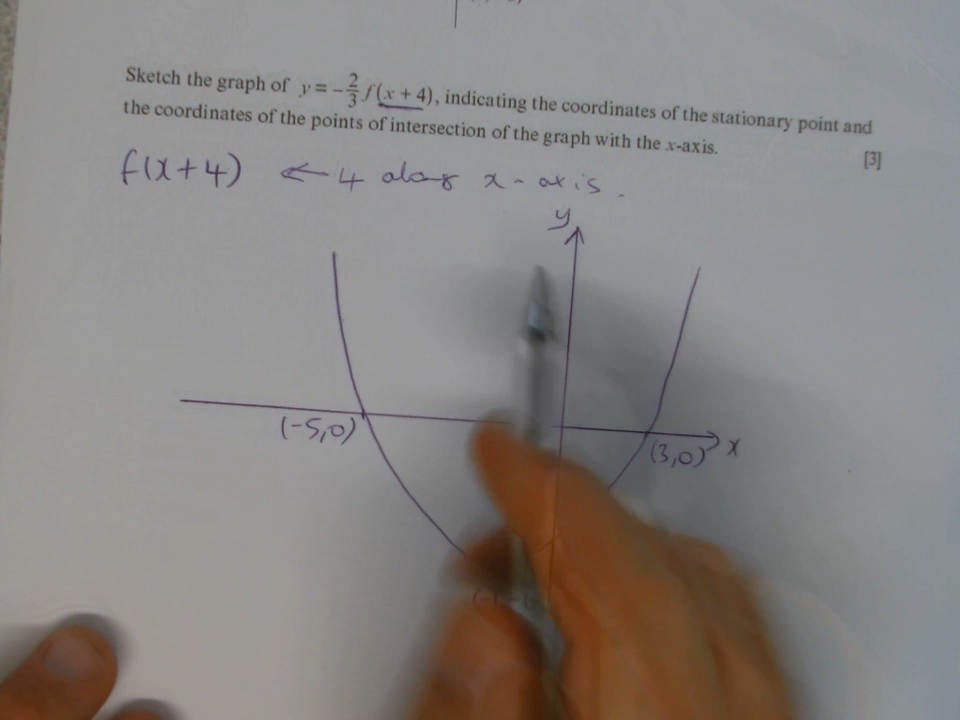 Sketch the graph of y = -2/3 f(x + 4), indicating the coordinates of the stationary point and
the coordinates of the points of intersection of the graph with the x-axis.
[3]
f(x+4) ← 4 along x-axis.
y
(-5,0)
(3,0)
x